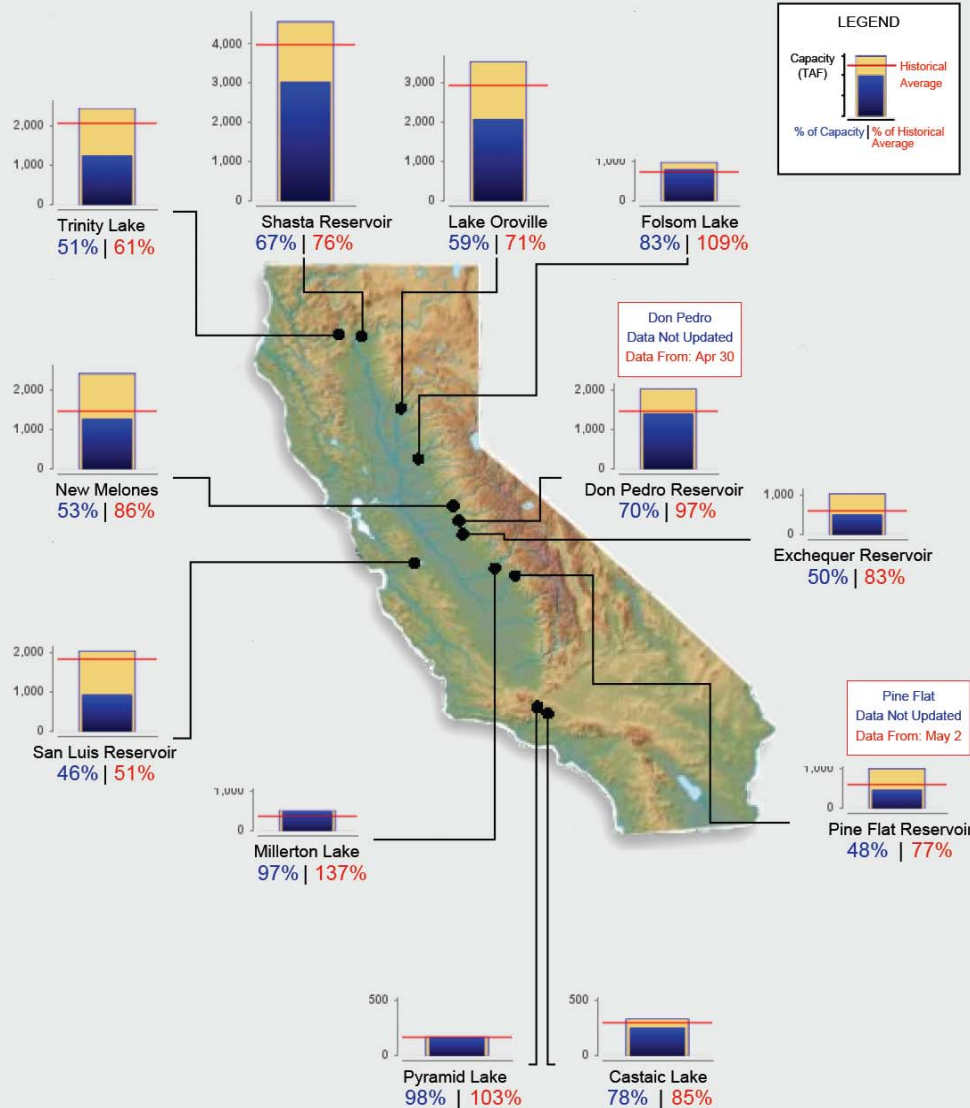 LEGEND
Capacity
(TAF)
Historical
Average
% of Capacity | % of Historical
Average
4,000
3,000
2,000
1,000
0
Shasta Reservoir
67% | 76%
3,000
2,000
1,000
0
Lake Oroville
59% | 71%
2,000
1,000
0
Trinity Lake
51% | 61%
1,000
0
Folsom Lake
83% | 109%
Don Pedro
Data Not Updated
Data From: Apr 30
2,000
1,000
0
New Melones
53% | 86%
2,000
1,000
0
Don Pedro Reservoir
70% | 97%
1,000
0
Exchequer Reservoir
50% | 83%
2,000
1,000
0
San Luis Reservoir
46% | 51%
Pine Flat
Data Not Updated
Data From: May 2
1,000
0
Pine Flat Reservoir
48% | 77%
1,000
0
Millerton Lake
97% | 137%
500
0
Pyramid Lake
98% | 103%
500
0
Castaic Lake
78% | 85%